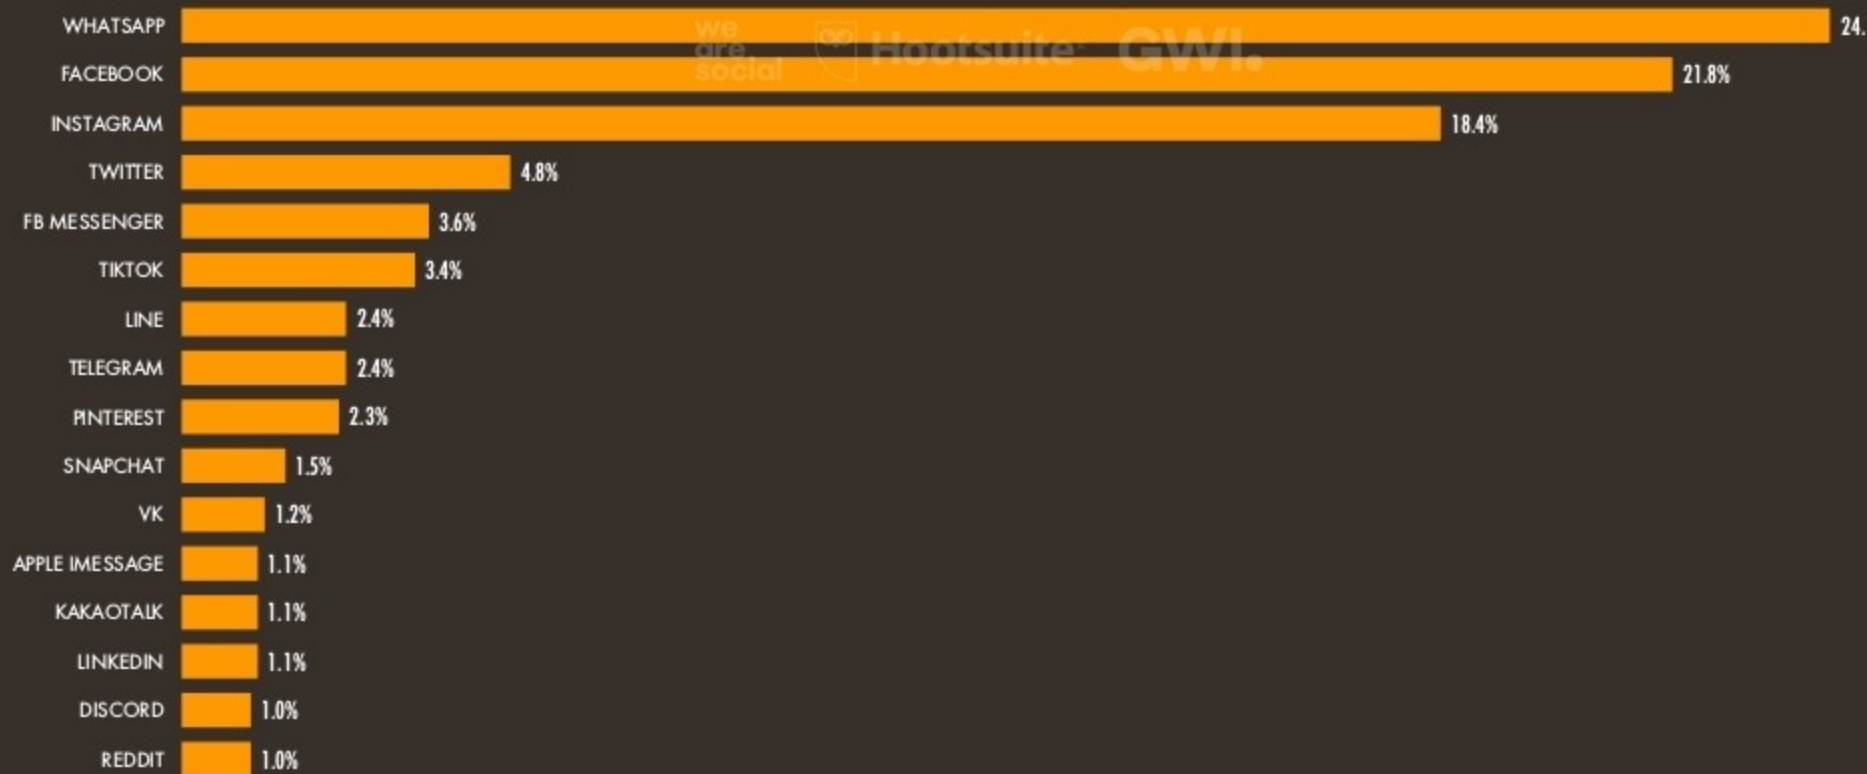 we
are
social
Hootsuite
GWI.
WHATSAPP 24.
FACEBOOK 21.8%
INSTAGRAM 18.4%
TWITTER 4.8%
FB MESSENGER 3.6%
TIKTOK 3.4%
LINE 2.4%
TELEGRAM 2.4%
PINTEREST 2.3%
SNAPCHAT 1.5%
VK 1.2%
APPLE IMESSAGE 1.1%
KAKAOTALK 1.1%
LINKEDIN 1.1%
DISCORD 1.0%
REDDIT 1.0%